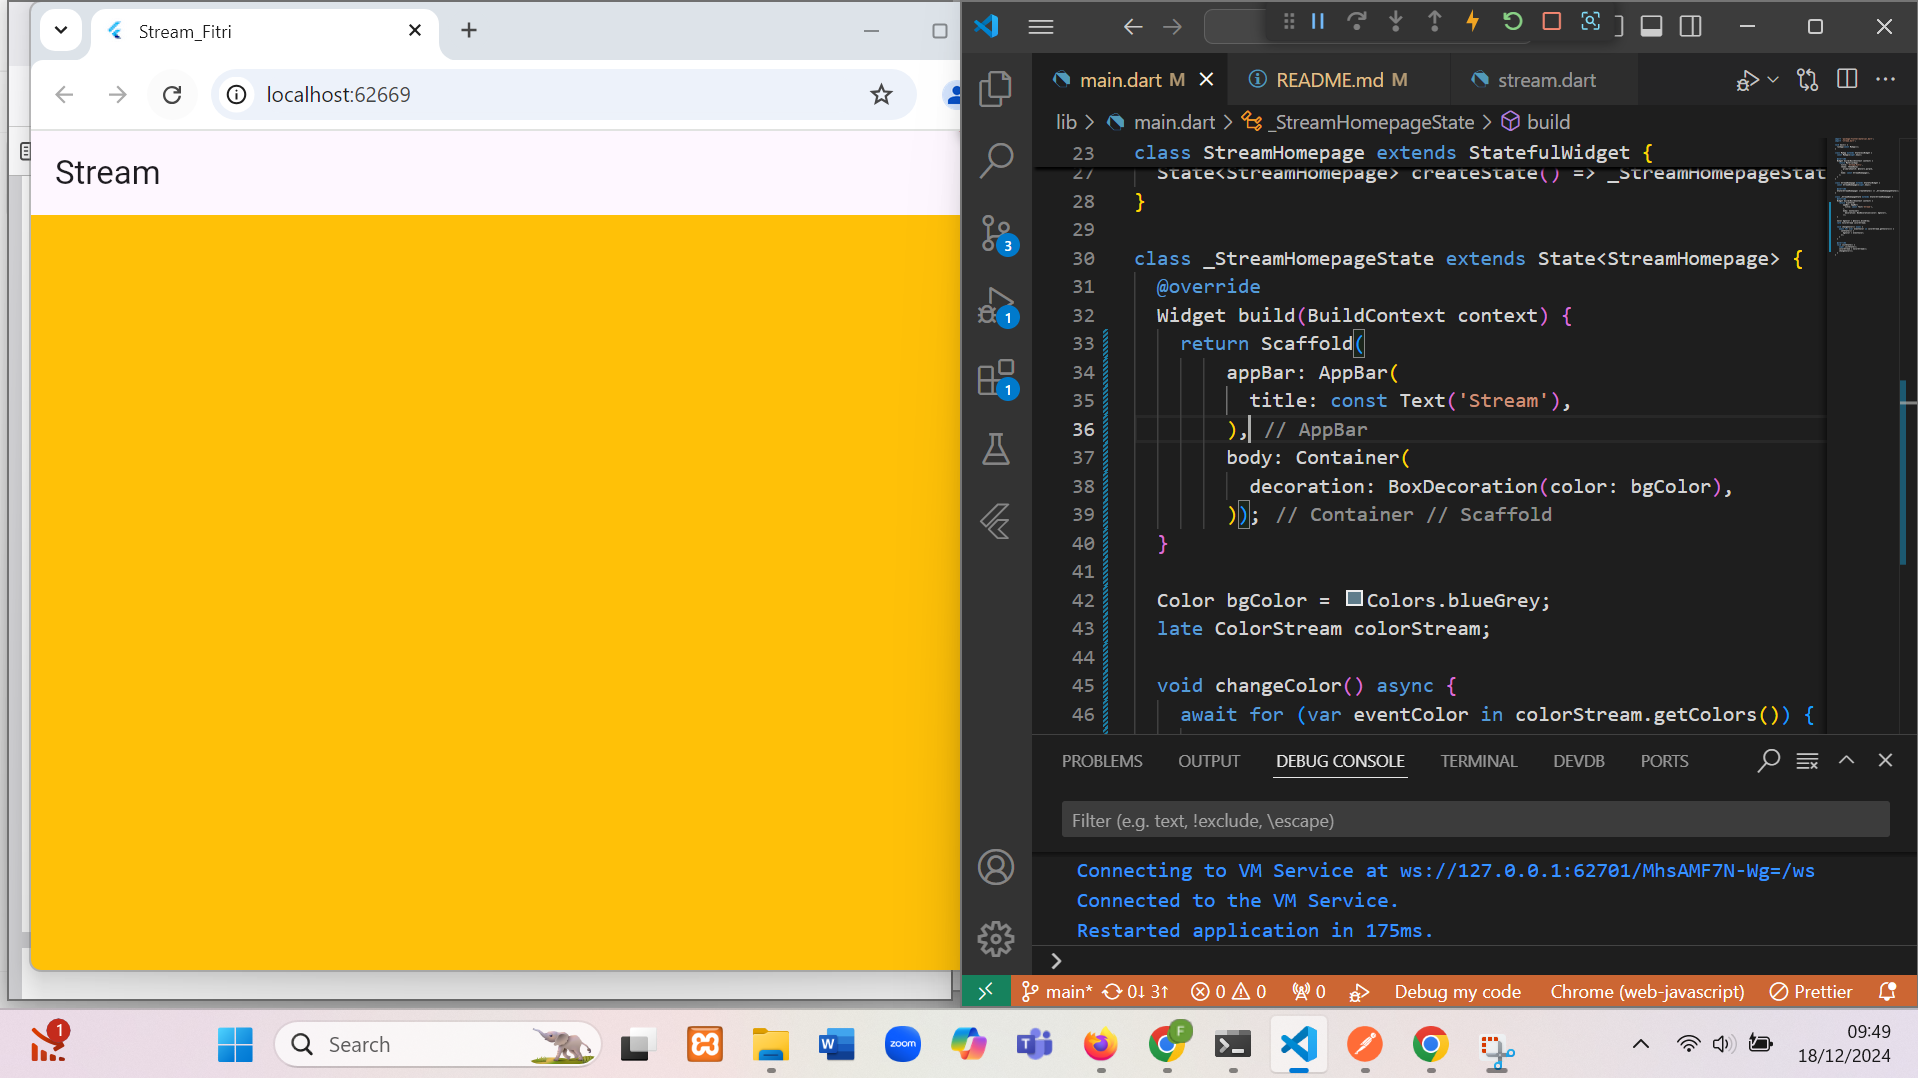 Stream_Fitri
localhost:62669
Stream
main.dart M
README.md M
stream.dart
lib > main.dart > _StreamHomepageState > build
23 class StreamHomepage extends StatefulWidget {
27 State<StreamHomepage> createState() => _StreamHomepageStat
28 }
29
30 class _StreamHomepageState extends State<StreamHomepage> {
31 @override
32 Widget build(BuildContext context) {
33 return Scaffold(
34 appBar: AppBar(
35 title: const Text('Stream'),
36 ), // AppBar
37 body: Container(
38 decoration: BoxDecoration(color: bgColor),
39 )); // Container // Scaffold
40 }
41
42 Color bgColor = Colors.blueGrey;
43 late ColorStream colorStream;
44
45 void changeColor() async {
46 await for (var eventColor in colorStream.getColors()) {
3
1
1
PROBLEMS OUTPUT DEBUG CONSOLE TERMINAL DEVDB PORTS
Filter (e.g. text, !exclude, \escape)
Connecting to VM Service at ws://127.0.0.1:62701/MhsAMF7N-Wg=/ws
Connected to the VM Service.
Restarted application in 175ms.
>
main* 0↓ 3↑ 0 0 0 Debug my code Chrome (web-javascript) Prettier
1
Search
W
zoom
T
F
09:49
18/12/2024